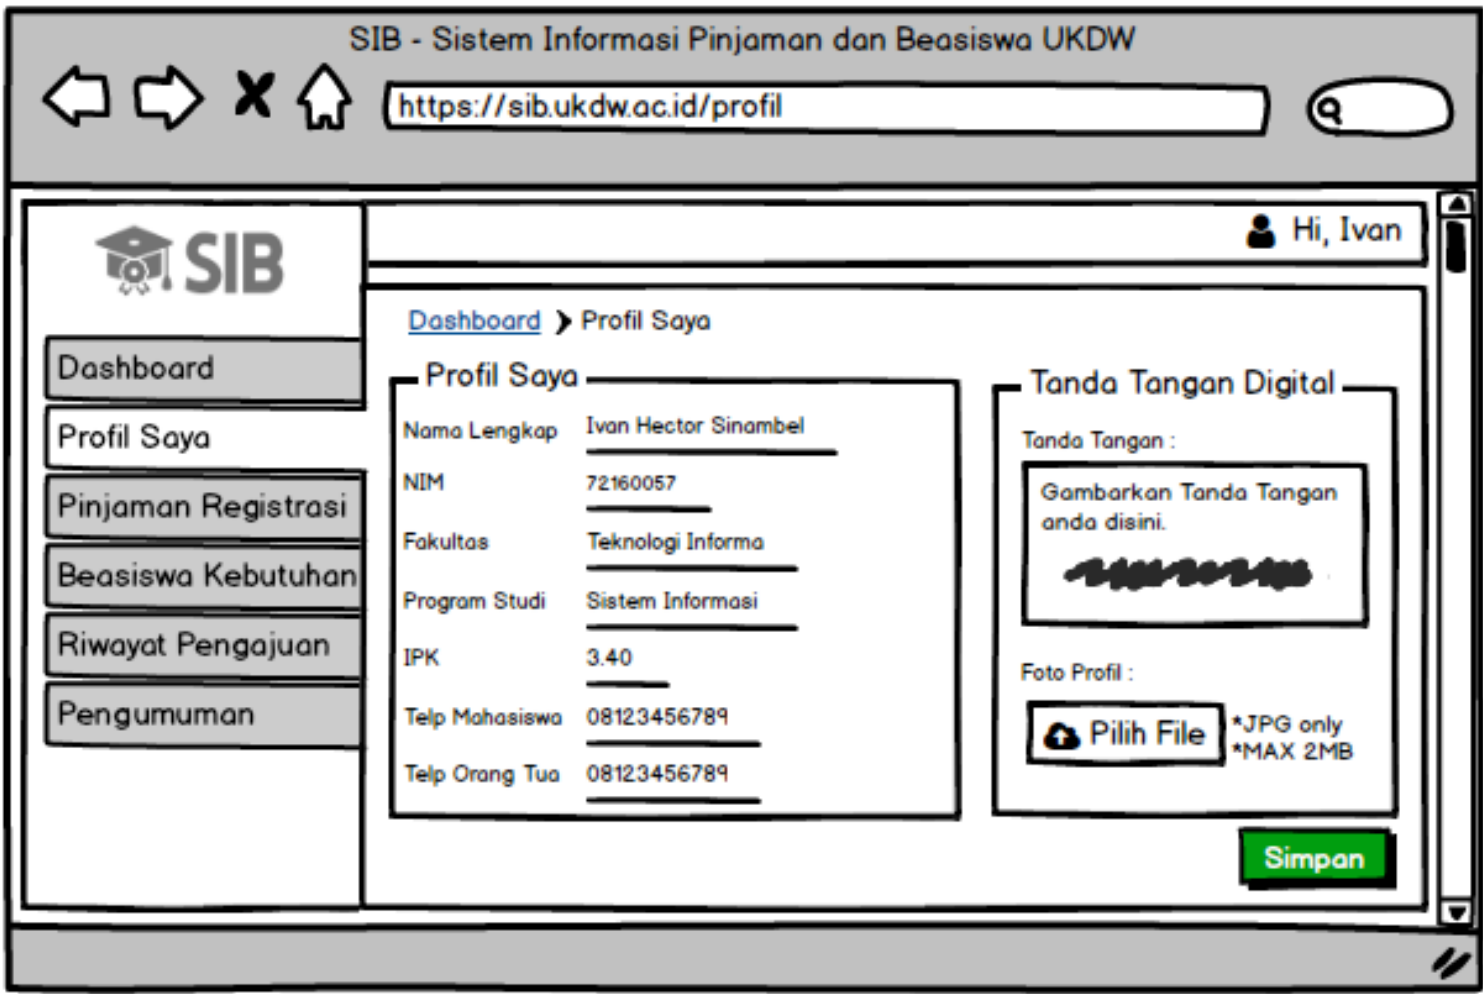 SIB - Sistem Informasi Pinjaman dan Beasiswa UKDW
https://sib.ukdw.ac.id/profil
SIB
Hi, Ivan
Dashboard
Profil Saya
Pinjaman Registrasi
Beasiswa Kebutuhan
Riwayat Pengajuan
Pengumuman
Dashboard > Profil Saya
Profil Saya
Nama Lengkap Ivan Hector Sinambel
NIM 72160057
Fakultas Teknologi Informa
Program Studi Sistem Informasi
IPK 3.40
Telp Mahasiswa 08123456789
Telp Orang Tua 08123456789
Tanda Tangan Digital
Tanda Tangan :
Gambarkan Tanda Tangan
anda disini.
Foto Profil :
Pilih File
*JPG only
*MAX 2MB
Simpan